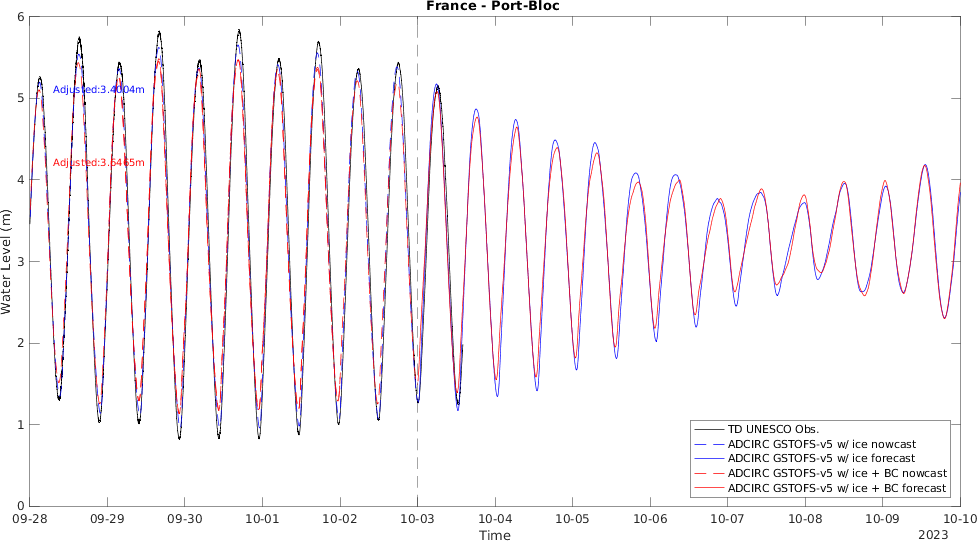 France - Port-Bloc
6
5
4
3
2
1
0
Water Level (m)
Adjusted:3.4004m
Adjusted:3.5465m
TD UNESCO Obs.
ADCIRC GSTOFS-v5 w/ ice nowcast
ADCIRC GSTOFS-v5 w/ ice forecast
ADCIRC GSTOFS-v5 w/ ice + BC nowcast
ADCIRC GSTOFS-v5 w/ ice + BC forecast
09-28 09-29 09-30 10-01 10-02 10-03 10-04 10-05 10-06 10-07 10-08 10-09 10-10
Time
2023